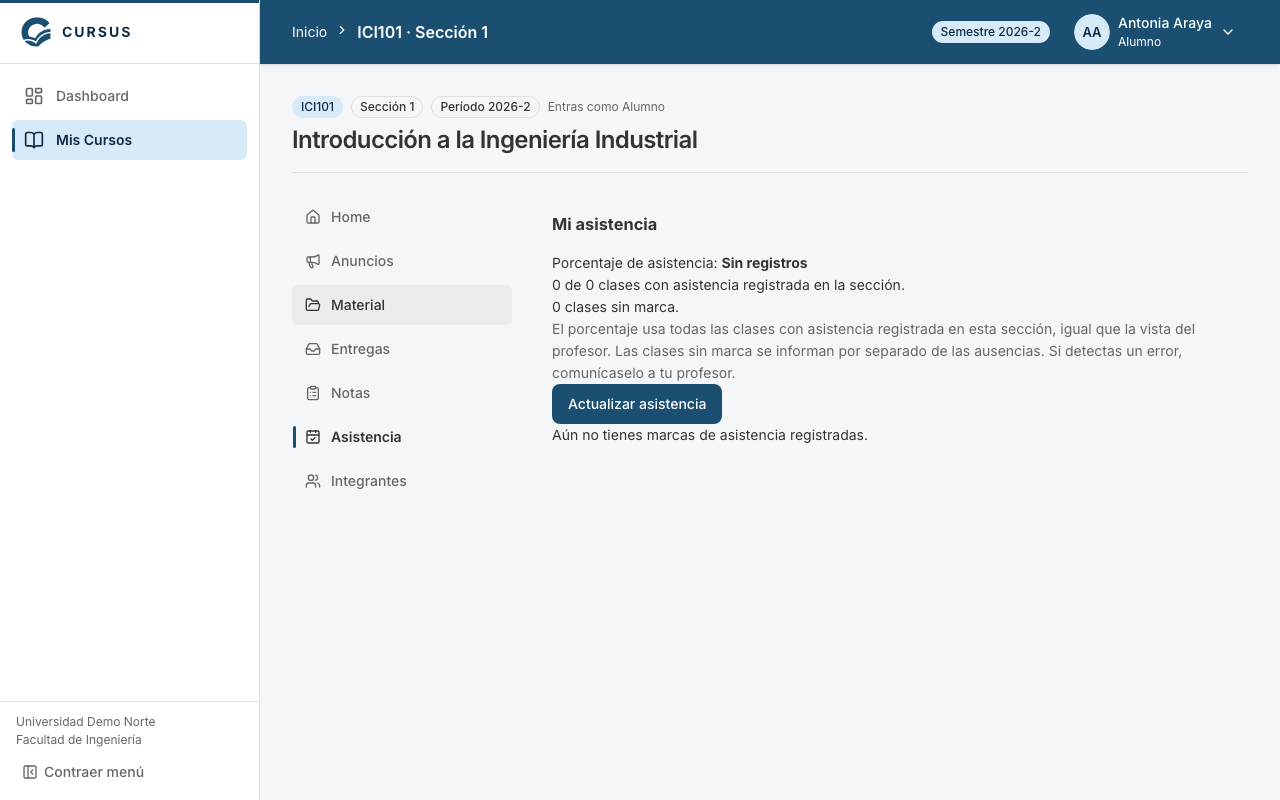 CURSUS
Inicio
ICI101 · Sección 1
Semestre 2026-2
AA
Antonia Araya
Alumno
Dashboard
Mis Cursos
ICI101
Sección 1
Período 2026-2
Entras como Alumno
Introducción a la Ingeniería Industrial
Home
Anuncios
Material
Entregas
Notas
Asistencia
Integrantes
Mi asistencia
Porcentaje de asistencia: Sin registros
0 de 0 clases con asistencia registrada en la sección.
0 clases sin marca.
El porcentaje usa todas las clases con asistencia registrada en esta sección, igual que la vista del
profesor. Las clases sin marca se informan por separado de las ausencias. Si detectas un error,
comunícaselo a tu profesor.
Actualizar asistencia
Aún no tienes marcas de asistencia registradas.
Universidad Demo Norte
Facultad de Ingeniería
Contraer menú